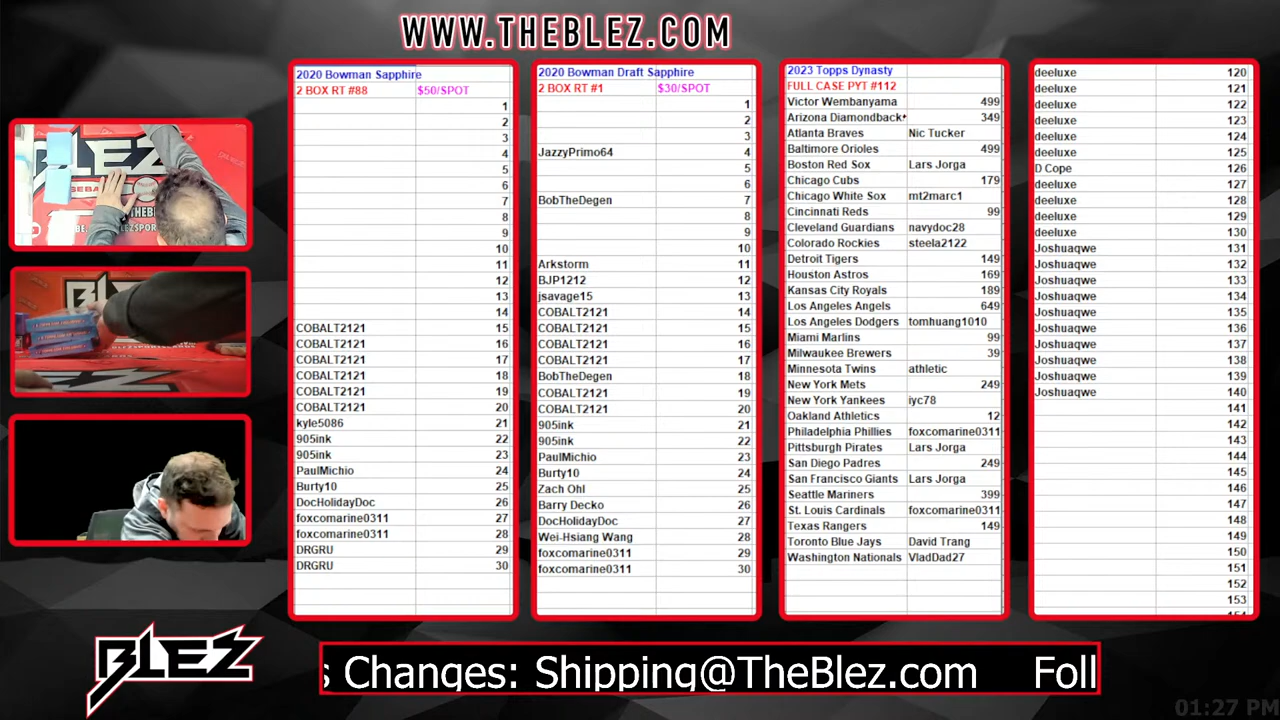 WWW.THEBLEZ.COM
2020 Bowman Sapphire
2 BOX RT #88 $50/SPOT
1
2
3
4
5
6
7
8
9
10
11
12
13
14
COBALT2121 15
COBALT2121 16
COBALT2121 17
COBALT2121 18
COBALT2121 19
COBALT2121 20
kyle5086 21
905ink 22
905ink 23
PaulMichio 24
Burty10 25
DocHolidayDoc 26
foxcomarine0311 27
foxcomarine0311 28
DRGRU 29
DRGRU 30
2020 Bowman Draft Sapphire
2 BOX RT #1 $30/SPOT
1
2
3
JazzyPrimo64 4
5
6
BobTheDegen 7
8
9
10
Arkstorm 11
BJP1212 12
jsavage15 13
COBALT2121 14
COBALT2121 15
COBALT2121 16
COBALT2121 17
BobTheDegen 18
COBALT2121 19
COBALT2121 20
905ink 21
905ink 22
PaulMichio 23
Burty10 24
Zach Ohl 25
Barry Decko 26
DocHolidayDoc 27
Wei-Hsiang Wang 28
foxcomarine0311 29
foxcomarine0311 30
2023 Topps Dynasty
FULL CASE PYT #112
Victor Wembanyama 499
Arizona Diamondback 349
Atlanta Braves Nic Tucker
Baltimore Orioles 499
Boston Red Sox Lars Jorga
Chicago Cubs 179
Chicago White Sox mt2marc1
Cincinnati Reds 99
Cleveland Guardians navydoc28
Colorado Rockies steela2122
Detroit Tigers 149
Houston Astros 169
Kansas City Royals 189
Los Angeles Angels 649
Los Angeles Dodgers tomhuang1010
Miami Marlins 99
Milwaukee Brewers 39
Minnesota Twins athletic
New York Mets 249
New York Yankees iyc78
Oakland Athletics 12
Philadelphia Phillies foxcomarine0311
Pittsburgh Pirates Lars Jorga
San Diego Padres 249
San Francisco Giants Lars Jorga
Seattle Mariners 399
St. Louis Cardinals foxcomarine0311
Texas Rangers 149
Toronto Blue Jays David Trang
Washington Nationals VladDad27
deeluxe 120
deeluxe 121
deeluxe 122
deeluxe 123
deeluxe 124
deeluxe 125
D Cope 126
deeluxe 127
deeluxe 128
deeluxe 129
deeluxe 130
Joshuaqwe 131
Joshuaqwe 132
Joshuaqwe 133
Joshuaqwe 134
Joshuaqwe 135
Joshuaqwe 136
Joshuaqwe 137
Joshuaqwe 138
Joshuaqwe 139
Joshuaqwe 140
141
142
143
144
145
146
147
148
149
150
151
152
153
BLEZ
s Changes: Shipping@TheBlez.com Foll
01:27 PM